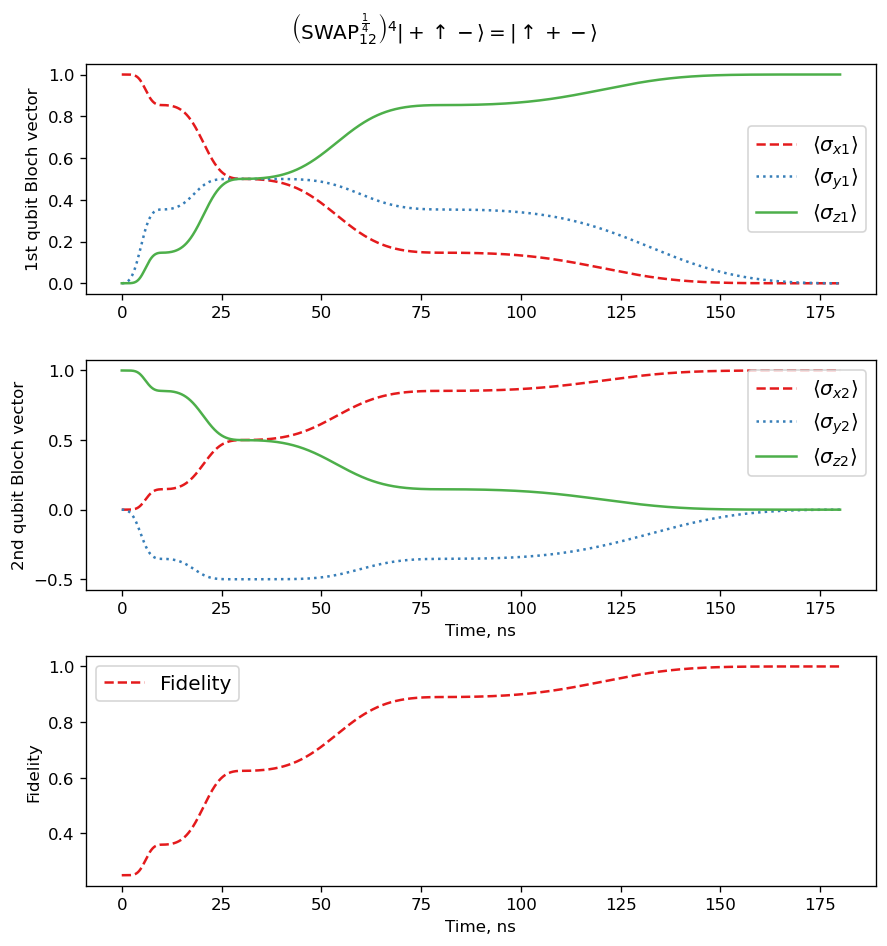 (SWAP₁₂^{1/4})⁴|+ ↑ −⟩ = |↑ + −⟩
1st qubit Bloch vector
1.0
0.8
0.6
0.4
0.2
0.0
⟨σx1⟩
⟨σy1⟩
⟨σz1⟩
0 25 50 75 100 125 150 175
2nd qubit Bloch vector
1.0
0.5
0.0
−0.5
⟨σx2⟩
⟨σy2⟩
⟨σz2⟩
0 25 50 75 100 125 150 175
Time, ns
Fidelity
1.0
0.8
0.6
0.4
Fidelity
0 25 50 75 100 125 150 175
Time, ns